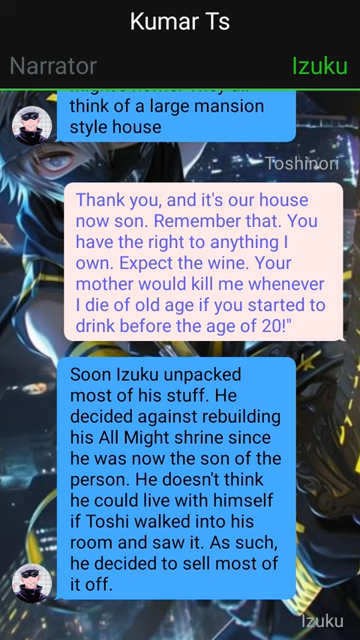 Kumar Ts
Narrator
Izuku
think of a large mansion
style house
Toshinori
Thank you, and it's our house
now son. Remember that. You
have the right to anything I
own. Expect the wine. Your
mother would kill me whenever
I die of old age if you started to
drink before the age of 20!"
Soon Izuku unpacked
most of his stuff. He
decided against rebuilding
his All Might shrine since
he was now the son of the
person. He doesn't think
he could live with himself
if Toshi walked into his
room and saw it. As such,
he decided to sell most of
it off.
Izuku